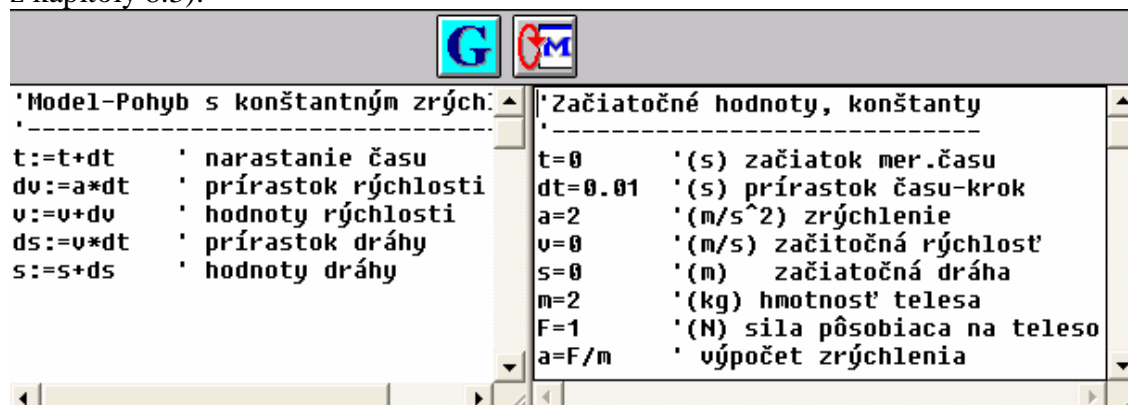 z kapitoly 8.3).
G M
'Model-Pohyb s konštantným zrých
'-----------------------------------
t:=t+dt ' narastanie času
dv:=a*dt ' prírastok rýchlosti
v:=v+dv ' hodnoty rýchlosti
ds:=v*dt ' prírastok dráhy
s:=s+ds ' hodnoty dráhy
'Začiatočné hodnoty, konštanty
'--------------------------------
t=0 '(s) začiatok mer.času
dt=0.01 '(s) prírastok času-krok
a=2 '(m/s^2) zrýchlenie
v=0 '(m/s) začitočná rýchlosť
s=0 '(m) začiatočná dráha
m=2 '(kg) hmotnosť telesa
F=1 '(N) sila pôsobiaca na teleso
a=F/m ' výpočet zrýchlenia